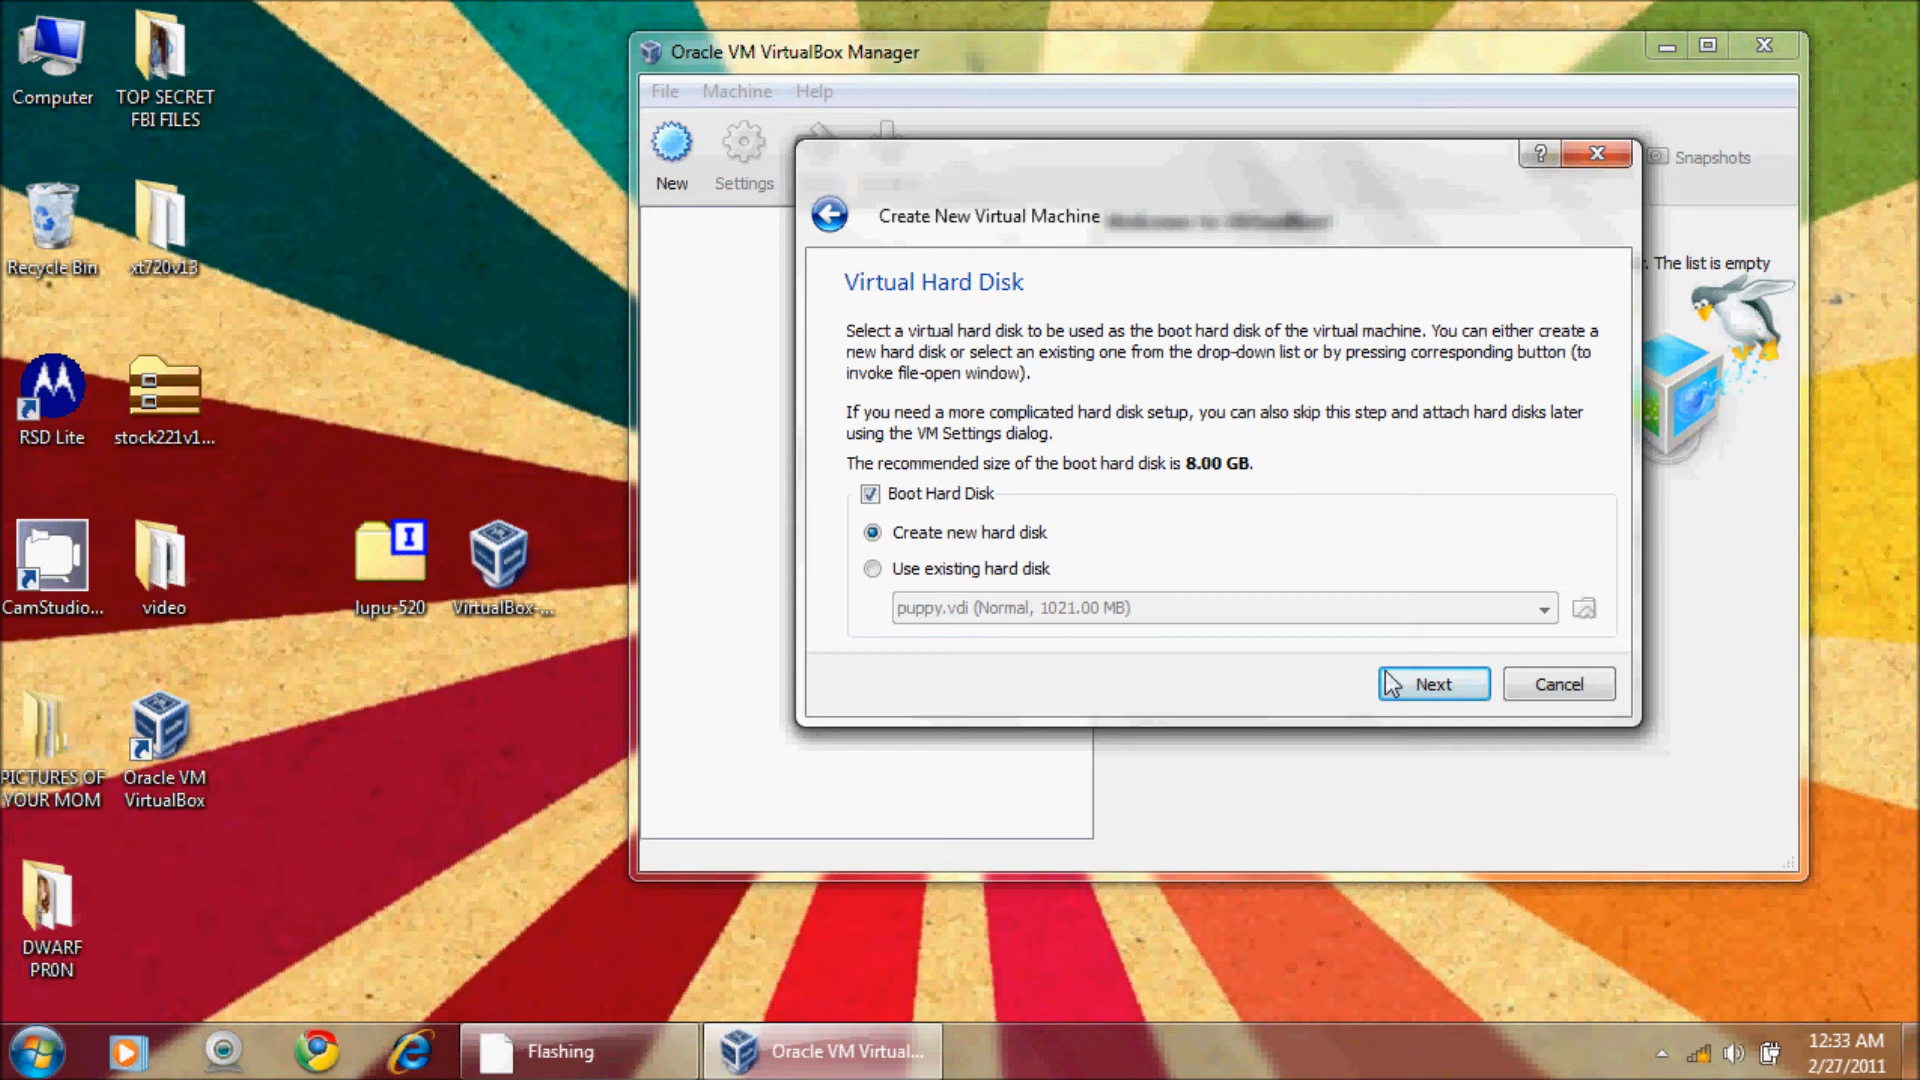 Computer
TOP SECRET
FBI FILES
Recycle Bin
xt720v13
RSD Lite
stock221v1...
CamStudio...
video
lupu-520
VirtualBox-...
PICTURES OF
YOUR MOM
Oracle VM
VirtualBox
DWARF
PR0N
Oracle VM VirtualBox Manager
File Machine Help
New
Settings
Snapshots
The list is empty
?
Create New Virtual Machine
Virtual Hard Disk
Select a virtual hard disk to be used as the boot hard disk of the virtual machine. You can either create a
new hard disk or select an existing one from the drop-down list or by pressing corresponding button (to
invoke file-open window).
If you need a more complicated hard disk setup, you can also skip this step and attach hard disks later
using the VM Settings dialog.
The recommended size of the boot hard disk is 8.00 GB.
Boot Hard Disk
Create new hard disk
Use existing hard disk
puppy.vdi (Normal, 1021.00 MB)
Next
Cancel
Flashing
Oracle VM Virtual...
12:33 AM
2/27/2011